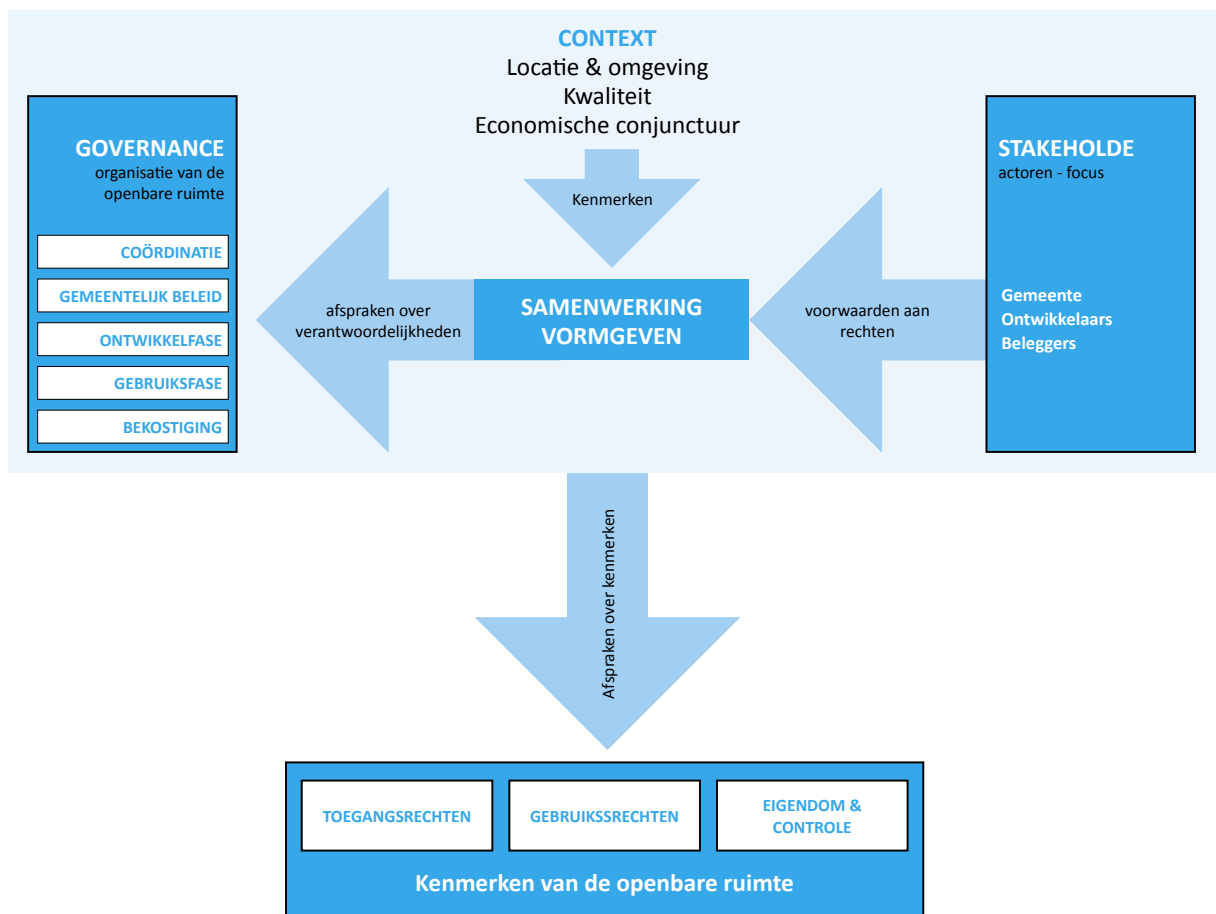 CONTEXT
Locatie & omgeving
Kwaliteit
Economische conjunctuur
Kenmerken
GOVERNANCE
organisatie van de
openbare ruimte
COÖRDINATIE
GEMEENTELIJK BELEID
ONTWIKKELFASE
GEBRUIKSFASE
BEKOSTIGING
afspraken over
verantwoordelijkheden
SAMENWERKING
VORMGEVEN
voorwaarden aan
rechten
STAKEHOLDE
actoren - focus
Gemeente
Ontwikkelaars
Beleggers
Afspraken over kenmerken
TOEGANGSRECHTEN
GEBRUIKSSRECHTEN
EIGENDOM &
CONTROLE
Kenmerken van de openbare ruimte